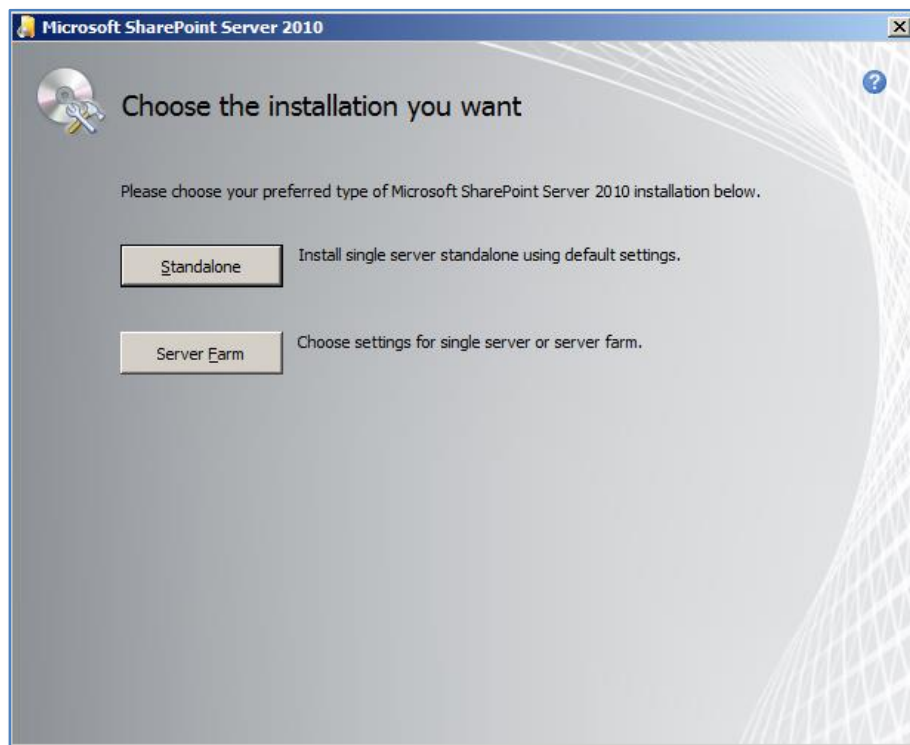 Microsoft SharePoint Server 2010
?
Choose the installation you want
Please choose your preferred type of Microsoft SharePoint Server 2010 installation below.
Standalone
Install single server standalone using default settings.
Server Farm
Choose settings for single server or server farm.